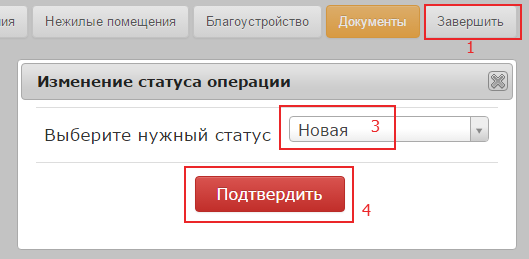 ия Нежилые помещения Благоустройство Документы Завершить
1
Изменение статуса операции
Выберите нужный статус Новая 3
Подтвердить
4